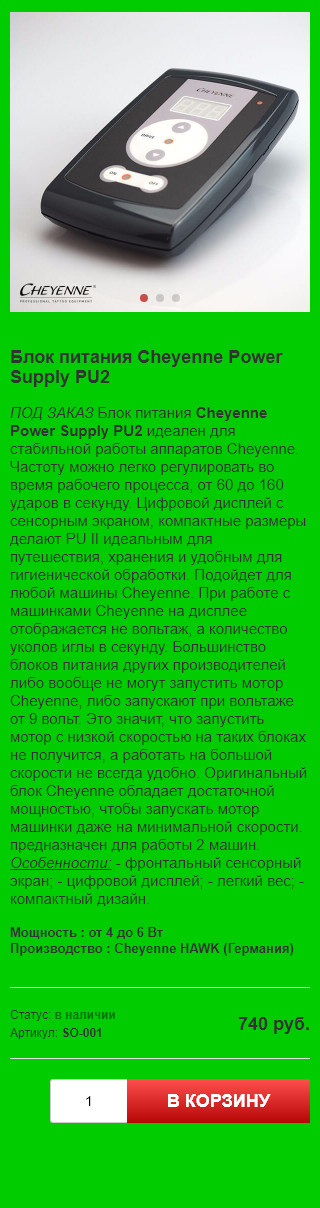 CHEYENNE
DRIVE
ON
OFF
CHEYENNE
PROFESSIONAL TATTOO EQUIPMENT
Блок питания Cheyenne Power
Supply PU2
ПОД ЗАКАЗ Блок питания Cheyenne
Power Supply PU2 идеален для
стабильной работы аппаратов Cheyenne.
Частоту можно легко регулировать во
время рабочего процесса, от 60 до 160
ударов в секунду. Цифровой дисплей с
сенсорным экраном, компактные размеры
делают PU II идеальным для
путешествия, хранения и удобным для
гигиенической обработки. Подойдет для
любой машины Cheyenne. При работе с
машинками Cheyenne на дисплее
отображается не вольтаж, а количество
уколов иглы в секунду. Большинство
блоков питания других производителей
либо вообще не могут запустить мотор
Cheyenne, либо запускают при вольтаже
от 9 вольт. Это значит, что запустить
мотор с низкой скоростью на таких блоках
не получится, а работать на большой
скорости не всегда удобно. Оригинальный
блок Cheyenne обладает достаточной
мощностью, чтобы запускать мотор
машинки даже на минимальной скорости.
предназначен для работы 2 машин.
Особенности: - фронтальный сенсорный
экран; - цифровой дисплей; - легкий вес; -
компактный дизайн.
Мощность : от 4 до 6 Вт
Производство : Cheyenne HAWK (Германия)
Статус: в наличии
Артикул: SO-001
740 руб.
1
В КОРЗИНУ